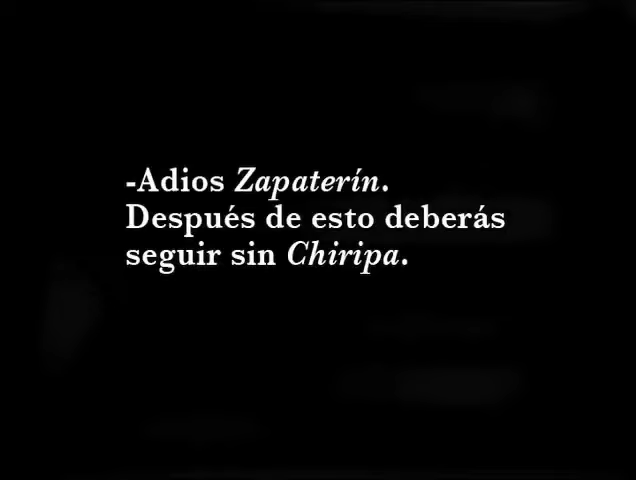 -Adios Zapaterín.
Después de esto deberás
seguir sin Chiripa.